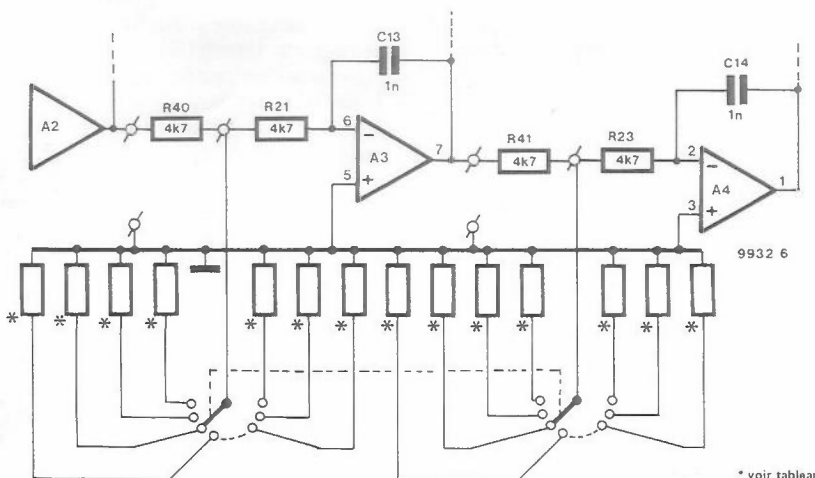 C13
1n
C14
1n
A2
R40
4k7
R21
4k7
6
−
A3
5
+
7
R41
4k7
R23
4k7
2
−
A4
3
+
1
9932 6
* * * * * * * * * * * * * *
* voir tableau